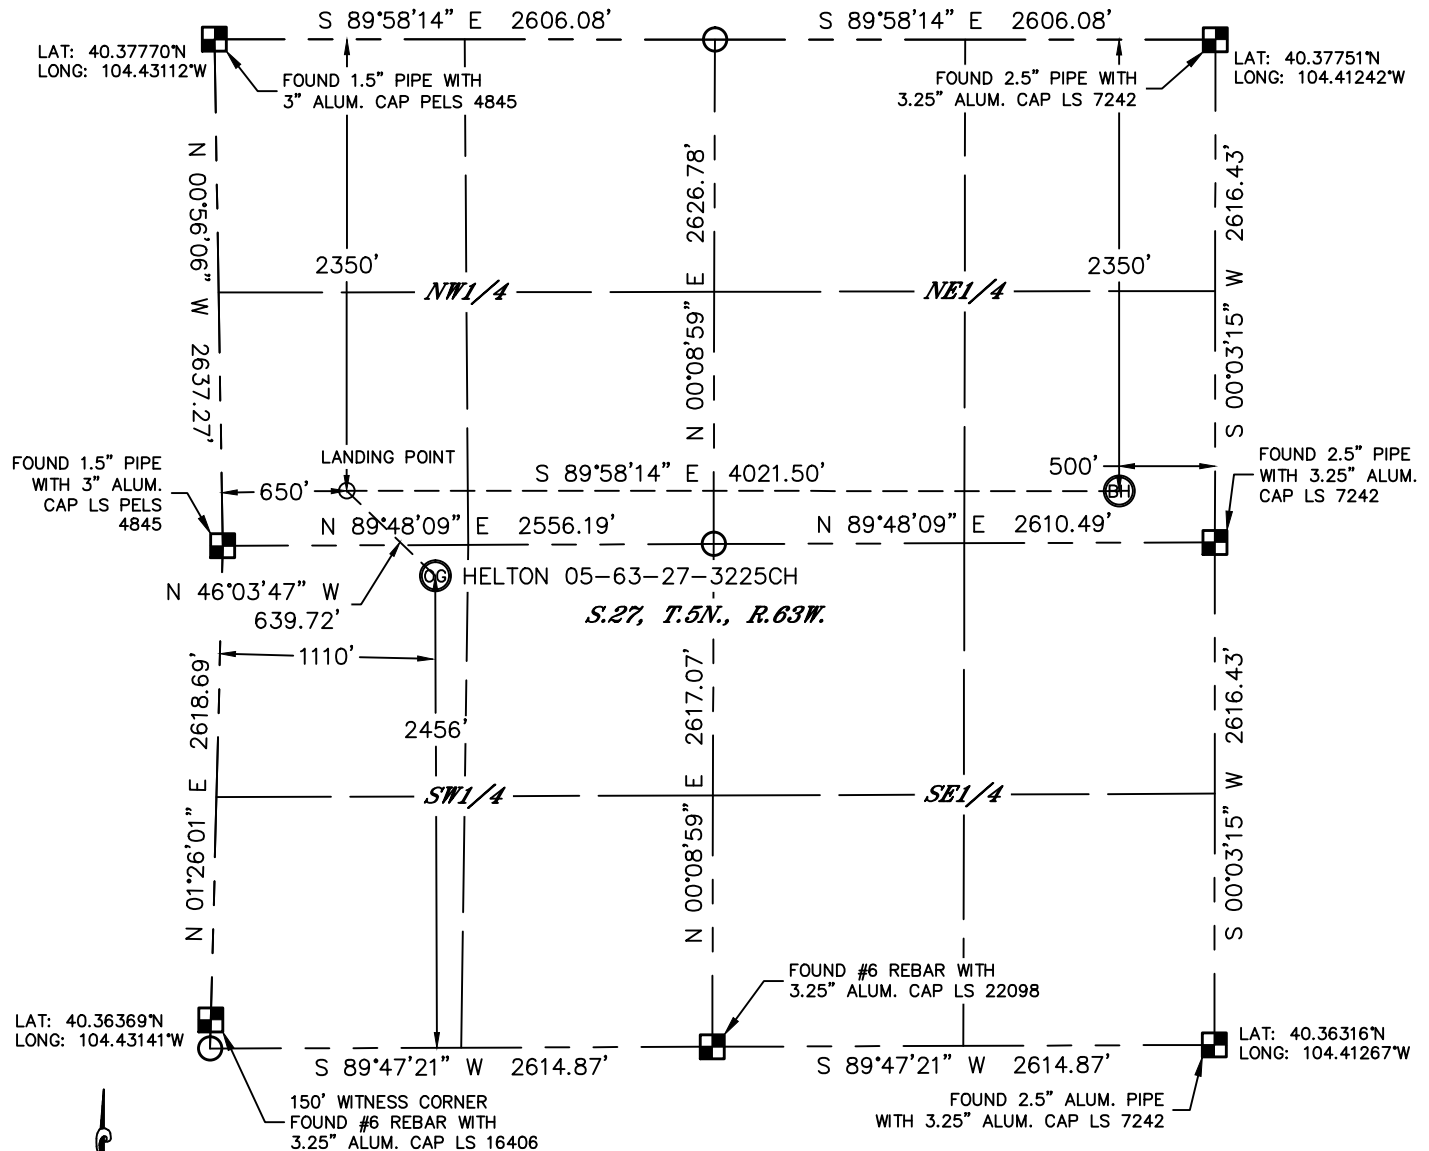 S 89°58'14" E 2606.08'
S 89°58'14" E 2606.08'
LAT: 40.37770°N
LONG: 104.43112°W
FOUND 1.5" PIPE WITH
3" ALUM. CAP PELS 4845
FOUND 2.5" PIPE WITH
3.25" ALUM. CAP LS 7242
LAT: 40.37751°N
LONG: 104.41242°W
N 00°56'06" W 2637.27'
N 00°08'59" E 2626.78'
S 00°03'15" W 2616.43'
2350'
2350'
NW1/4
NE1/4
FOUND 1.5" PIPE
WITH 3" ALUM.
CAP LS PELS
4845
LANDING POINT
650'
S 89°58'14" E 4021.50'
500'
BH
FOUND 2.5" PIPE
WITH 3.25" ALUM.
CAP LS 7242
N 89°48'09" E 2556.19'
N 89°48'09" E 2610.49'
N 46°03'47" W
639.72'
OG HELTON 05-63-27-3225CH
S.27, T.5N., R.63W.
1110'
2456'
N 01°26'01" E 2618.69'
N 00°08'59" E 2617.07'
S 00°03'15" W 2616.43'
SW1/4
SE1/4
FOUND #6 REBAR WITH
3.25" ALUM. CAP LS 22098
LAT: 40.36369°N
LONG: 104.43141°W
LAT: 40.36316°N
LONG: 104.41267°W
S 89°47'21" W 2614.87'
S 89°47'21" W 2614.87'
150' WITNESS CORNER
FOUND #6 REBAR WITH
3.25" ALUM. CAP LS 16406
FOUND 2.5" ALUM. PIPE
WITH 3.25" ALUM. CAP LS 7242